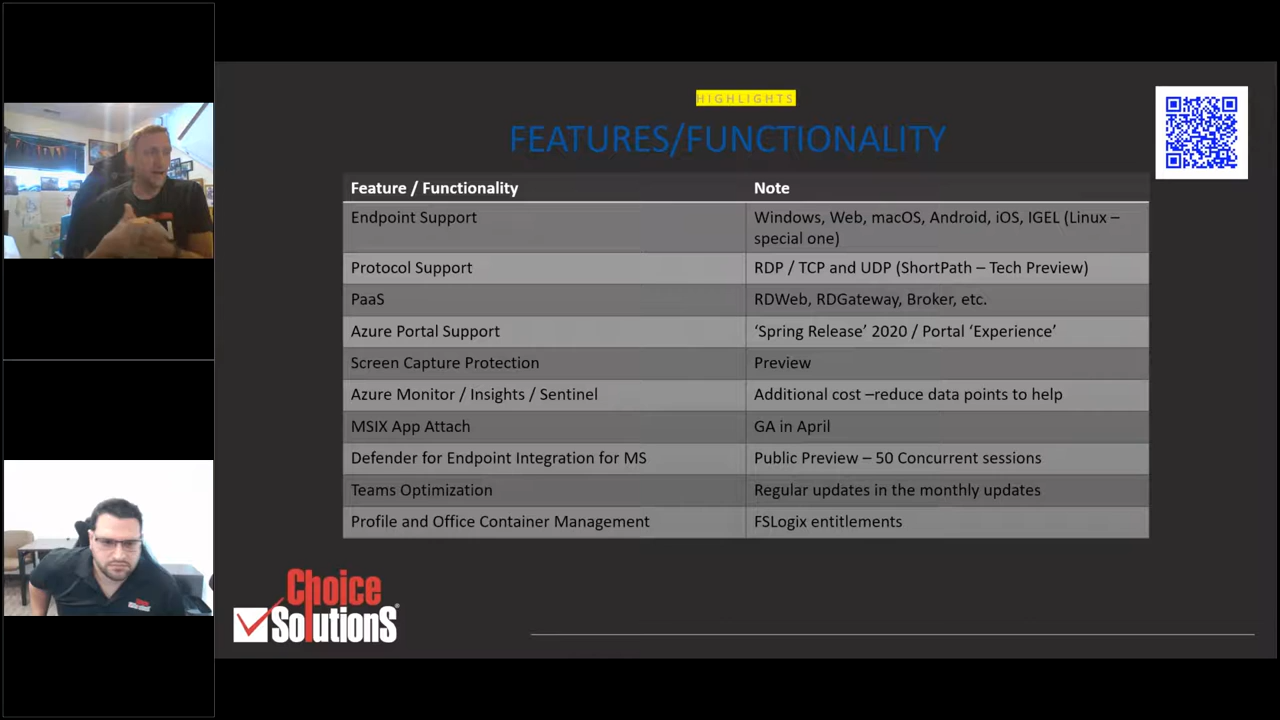 HIGHLIGHTS
FEATURES/FUNCTIONALITY
Feature / Functionality Note
Endpoint Support Windows, Web, macOS, Android, iOS, IGEL (Linux –
special one)
Protocol Support RDP / TCP and UDP (ShortPath – Tech Preview)
PaaS RDWeb, RDGateway, Broker, etc.
Azure Portal Support ‘Spring Release’ 2020 / Portal ‘Experience’
Screen Capture Protection Preview
Azure Monitor / Insights / Sentinel Additional cost –reduce data points to help
MSIX App Attach GA in April
Defender for Endpoint Integration for MS Public Preview – 50 Concurrent sessions
Teams Optimization Regular updates in the monthly updates
Profile and Office Container Management FSLogix entitlements
Choice
Solutions®